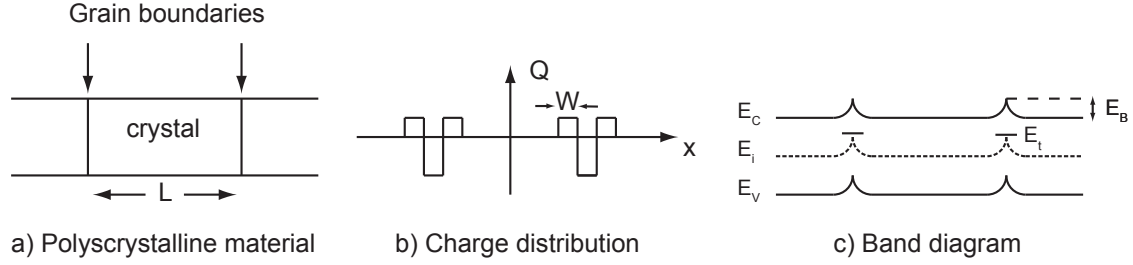 Grain boundaries
crystal
L
a) Polyscrystalline material
Q
W
x
b) Charge distribution
E_C
E_B
E_i
E_t
E_V
c) Band diagram